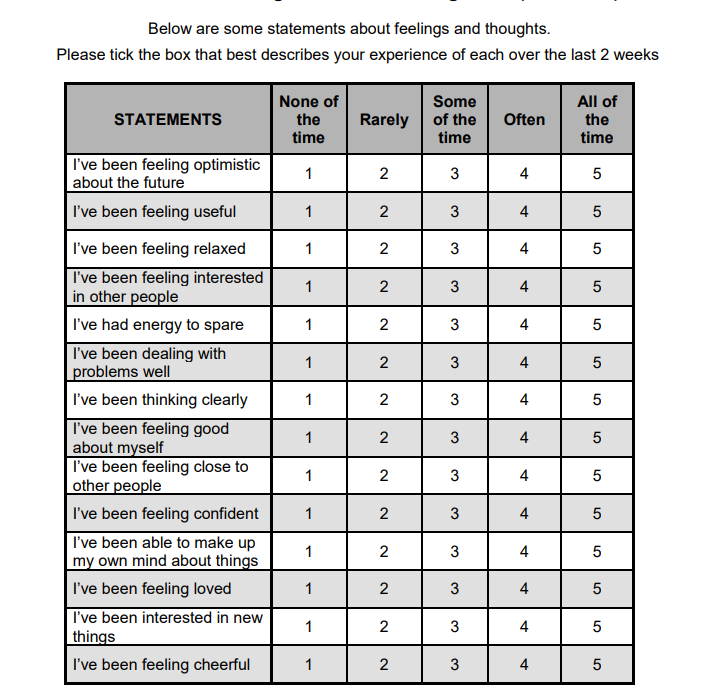 Below are some statements about feelings and thoughts.
Please tick the box that best describes your experience of each over the last 2 weeks
STATEMENTS None of the time Rarely Some of the time Often All of the time
I've been feeling optimistic about the future 1 2 3 4 5
I've been feeling useful 1 2 3 4 5
I've been feeling relaxed 1 2 3 4 5
I've been feeling interested in other people 1 2 3 4 5
I've had energy to spare 1 2 3 4 5
I've been dealing with problems well 1 2 3 4 5
I've been thinking clearly 1 2 3 4 5
I've been feeling good about myself 1 2 3 4 5
I've been feeling close to other people 1 2 3 4 5
I've been feeling confident 1 2 3 4 5
I've been able to make up my own mind about things 1 2 3 4 5
I've been feeling loved 1 2 3 4 5
I've been interested in new things 1 2 3 4 5
I've been feeling cheerful 1 2 3 4 5